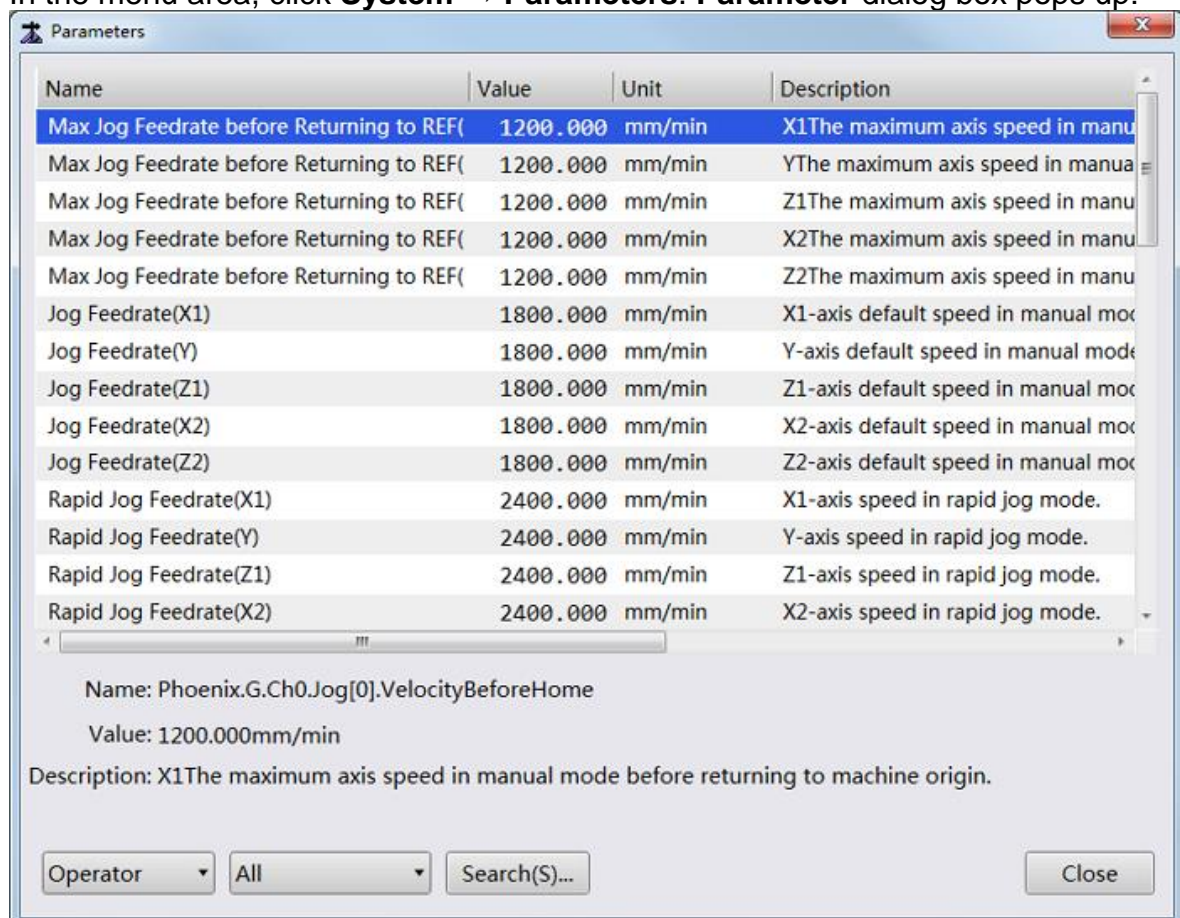 In the menu area, click System → Parameters. Parameter dialog box pops up.
Parameters
Name Value Unit Description
Max Jog Feedrate before Returning to REF( 1200.000 mm/min X1The maximum axis speed in manu
Max Jog Feedrate before Returning to REF( 1200.000 mm/min YThe maximum axis speed in manua
Max Jog Feedrate before Returning to REF( 1200.000 mm/min Z1The maximum axis speed in manu
Max Jog Feedrate before Returning to REF( 1200.000 mm/min X2The maximum axis speed in manu
Max Jog Feedrate before Returning to REF( 1200.000 mm/min Z2The maximum axis speed in manu
Jog Feedrate(X1) 1800.000 mm/min X1-axis default speed in manual mod
Jog Feedrate(Y) 1800.000 mm/min Y-axis default speed in manual mode
Jog Feedrate(Z1) 1800.000 mm/min Z1-axis default speed in manual mod
Jog Feedrate(X2) 1800.000 mm/min X2-axis default speed in manual mod
Jog Feedrate(Z2) 1800.000 mm/min Z2-axis default speed in manual mod
Rapid Jog Feedrate(X1) 2400.000 mm/min X1-axis speed in rapid jog mode.
Rapid Jog Feedrate(Y) 2400.000 mm/min Y-axis speed in rapid jog mode.
Rapid Jog Feedrate(Z1) 2400.000 mm/min Z1-axis speed in rapid jog mode.
Rapid Jog Feedrate(X2) 2400.000 mm/min X2-axis speed in rapid jog mode.
Name: Phoenix.G.Ch0.Jog[0].VelocityBeforeHome
Value: 1200.000mm/min
Description: X1The maximum axis speed in manual mode before returning to machine origin.
Operator All Search(S)... Close